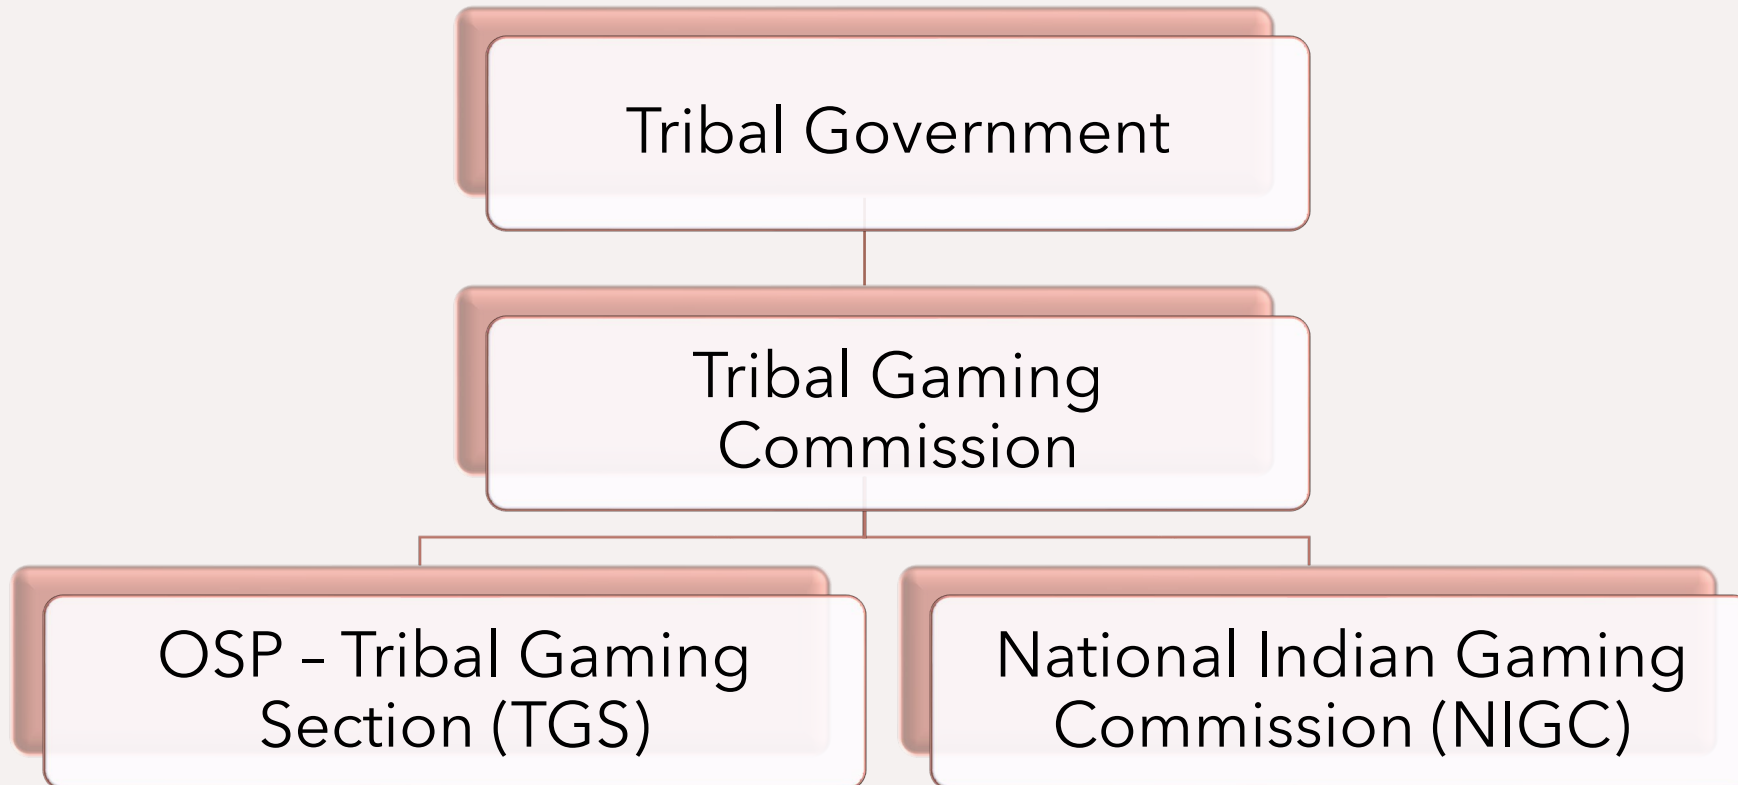 Tribal Government
Tribal Gaming
Commission
OSP – Tribal Gaming
Section (TGS)
National Indian Gaming
Commission (NIGC)